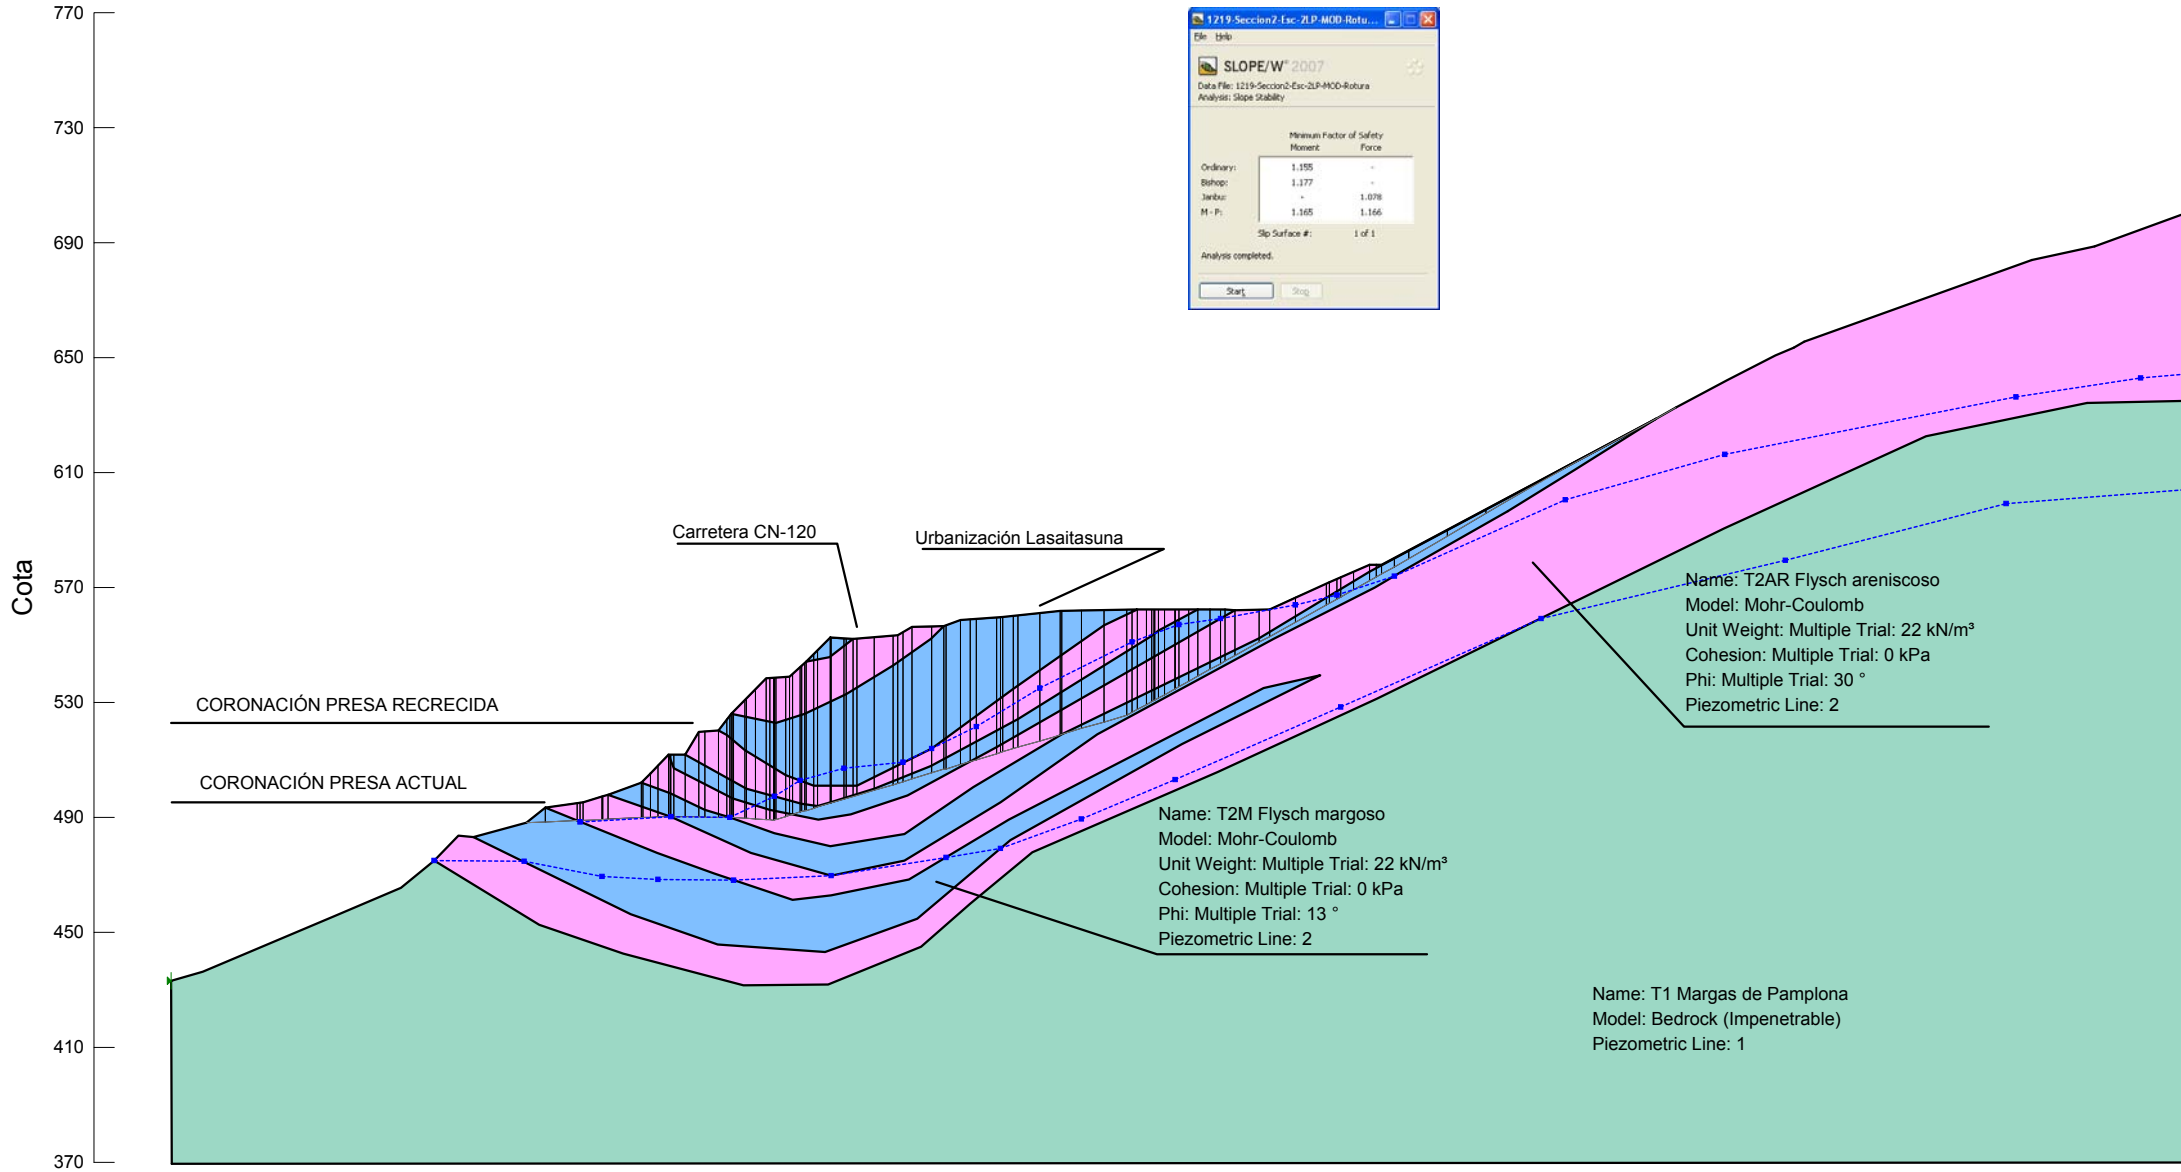 770
730
690
650
610
570
530
490
450
410
370
Cota
1219-Seccion2-Esc-2LP-MOD-Rotu...
File Help
SLOPE/W® 2007
Data File: 1219-Seccion2-Esc-2LP-MOD-Rotura
Analysis: Slope Stability
Minimum Factor of Safety
Moment Force
Ordinary: 1.155 -
Bishop: 1.177 -
Janbu: - 1.078
M - P: 1.165 1.166
Slip Surface #: 1 of 1
Analysis completed.
Start Stop
Carretera CN-120
Urbanización Lasaitasuna
CORONACIÓN PRESA RECRECIDA
CORONACIÓN PRESA ACTUAL
Name: T2AR Flysch areniscoso
Model: Mohr-Coulomb
Unit Weight: Multiple Trial: 22 kN/m³
Cohesion: Multiple Trial: 0 kPa
Phi: Multiple Trial: 30 °
Piezometric Line: 2
Name: T2M Flysch margoso
Model: Mohr-Coulomb
Unit Weight: Multiple Trial: 22 kN/m³
Cohesion: Multiple Trial: 0 kPa
Phi: Multiple Trial: 13 °
Piezometric Line: 2
Name: T1 Margas de Pamplona
Model: Bedrock (Impenetrable)
Piezometric Line: 1